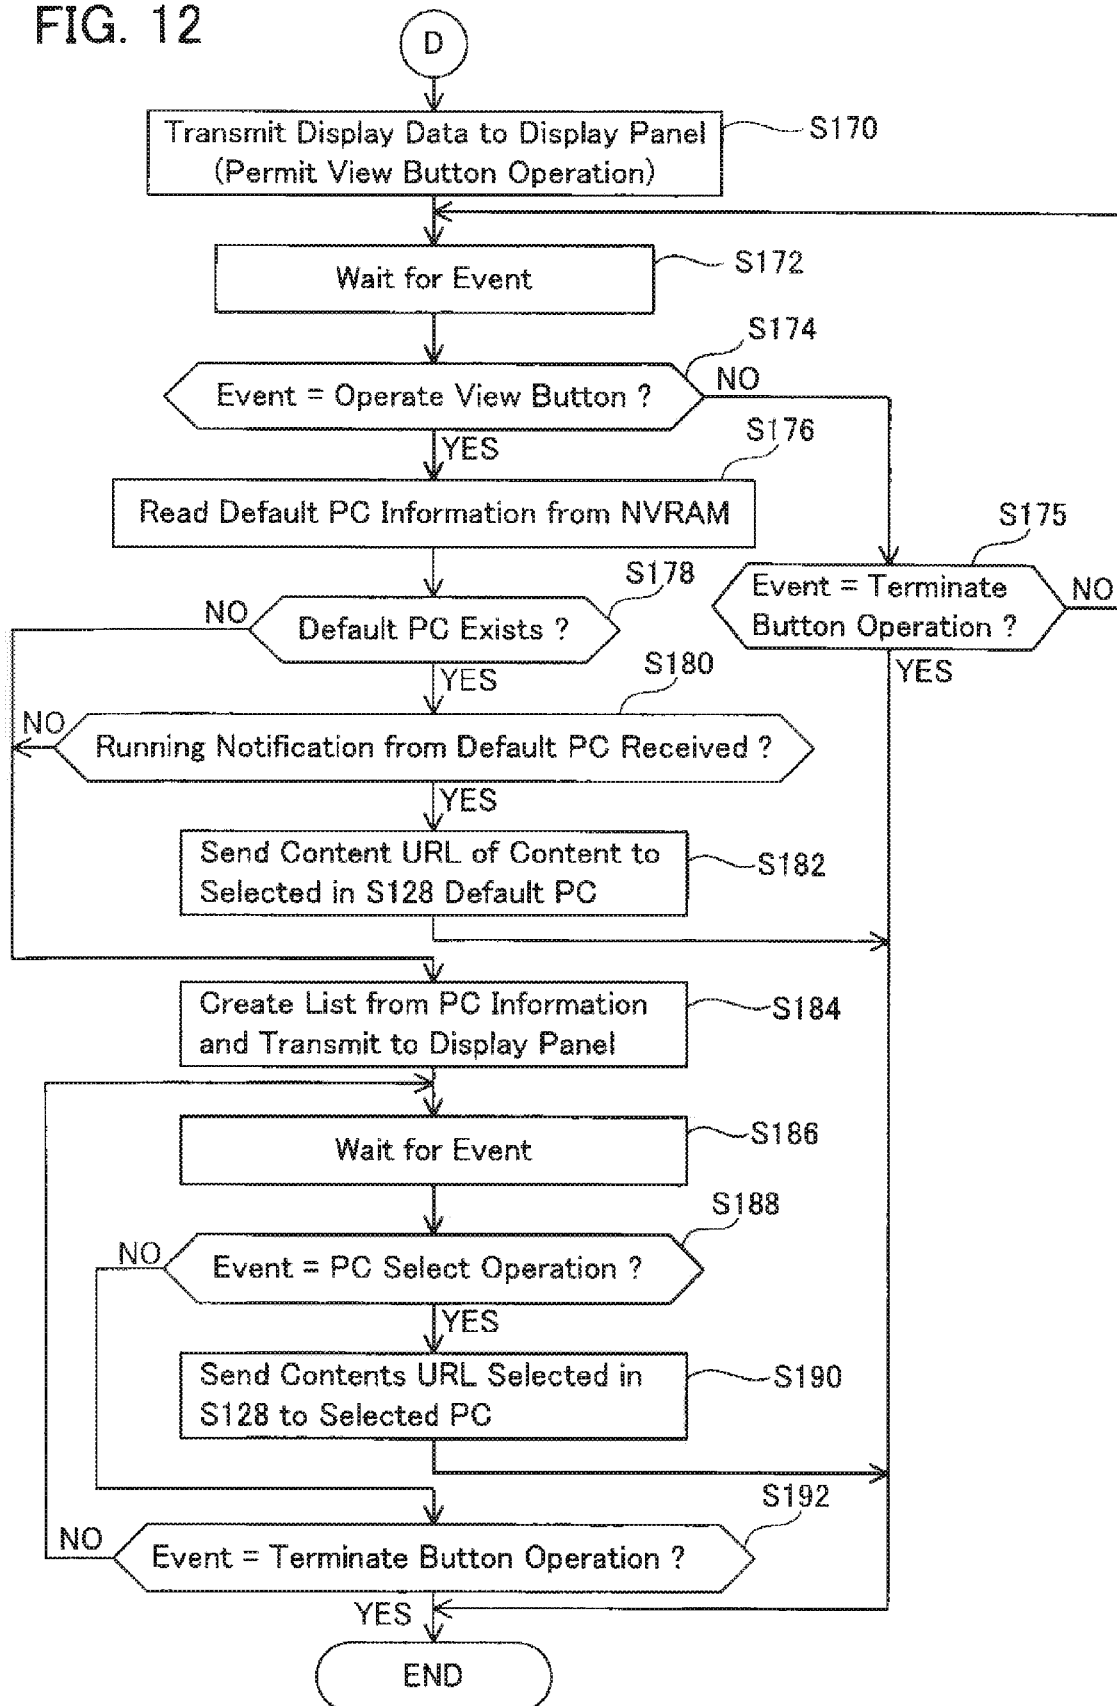 FIG. 12
D
Transmit Display Data to Display Panel
(Permit View Button Operation)
S170
Wait for Event
S172
S174
Event = Operate View Button ?
NO
YES
S176
Read Default PC Information from NVRAM
S175
Event = Terminate
Button Operation ?
NO
YES
S178
NO
Default PC Exists ?
YES
S180
NO
Running Notification from Default PC Received ?
YES
Send Content URL of Content to
Selected in S128 Default PC
S182
Create List from PC Information
and Transmit to Display Panel
S184
Wait for Event
S186
S188
NO
Event = PC Select Operation ?
YES
Send Contents URL Selected in
S128 to Selected PC
S190
S192
NO
Event = Terminate Button Operation ?
YES
END